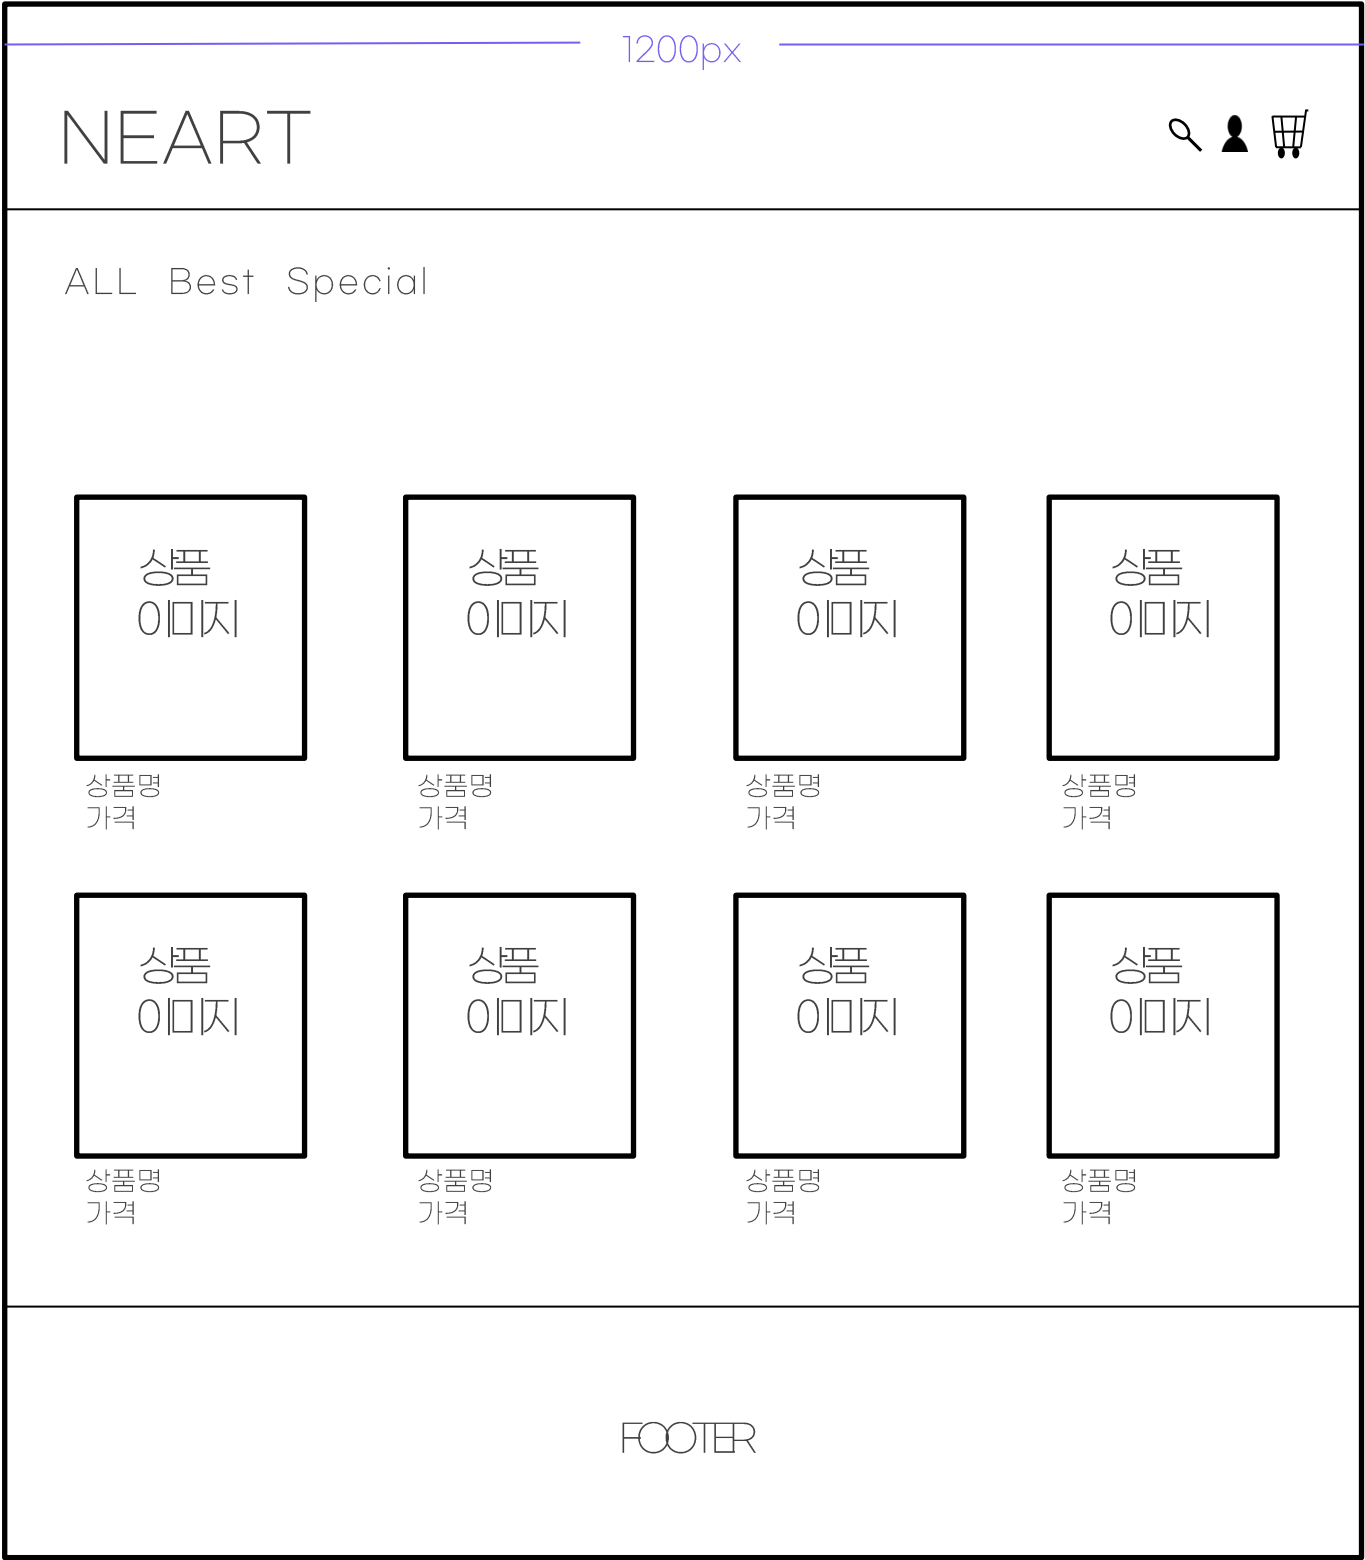 1200px
NEART
ALL Best Special
상품 상품 상품 상품
이미지 이미지 이미지 이미지
상품명 상품명 상품명 상품명
가격 가격 가격 가격
상품 상품 상품 상품
이미지 이미지 이미지 이미지
상품명 상품명 상품명 상품명
가격 가격 가격 가격
FOOTER